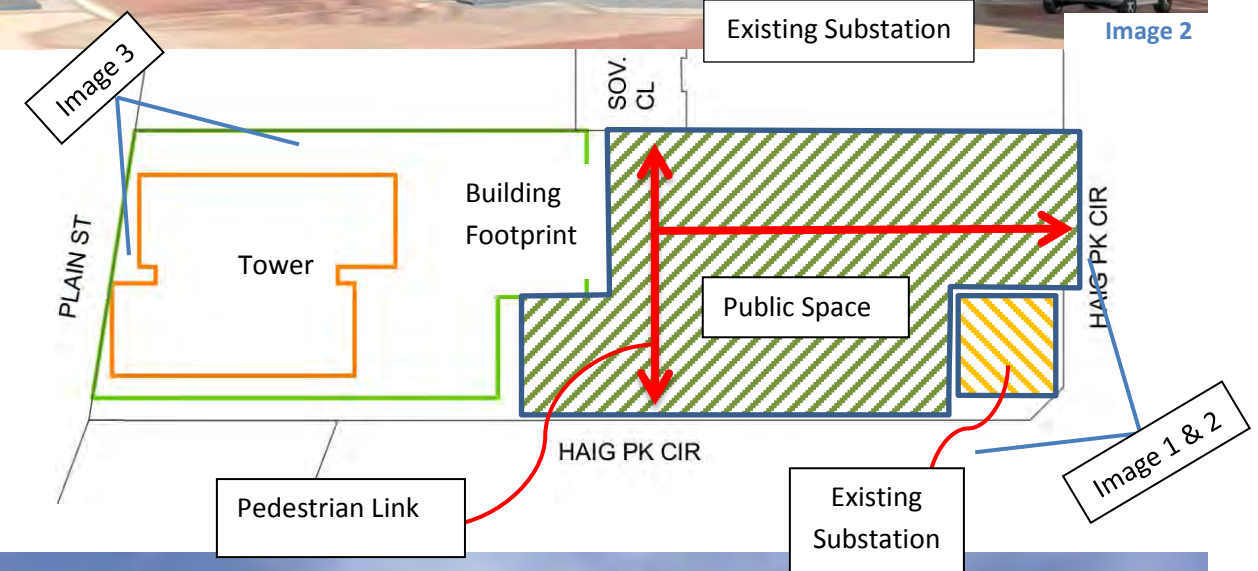 Existing Substation
Image 2
Image 3
SOV.
CL
Building
Footprint
PLAIN ST
Tower
HAIG PK CIR
Public Space
HAIG PK CIR
Image 1 & 2
Pedestrian Link
Existing
Substation